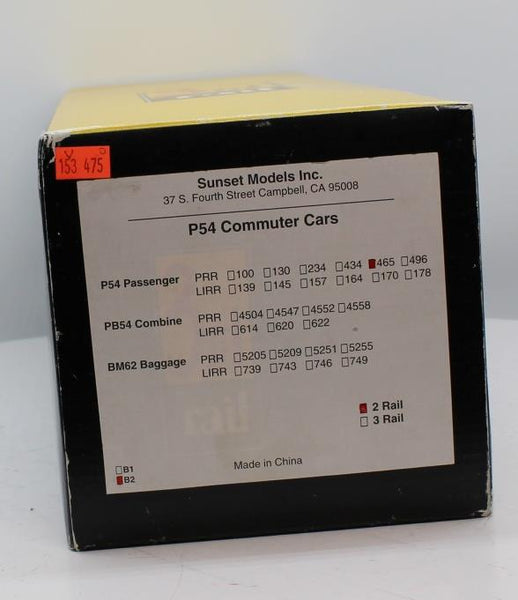 153 475
Sunset Models Inc.
37 S. Fourth Street Campbell, CA 95008
P54 Commuter Cars
P54 Passenger PRR □100 □130 □234 □434 ■465 □496
LIRR □139 □145 □157 □164 □170 □178
PB54 Combine PRR □4504 □4547 □4552 □4558
LIRR □614 □620 □622
BM62 Baggage PRR □5205 □5209 □5251 □5255
LIRR □739 □743 □746 □749
■ 2 Rail
□ 3 Rail
□B1
■B2
Made in China